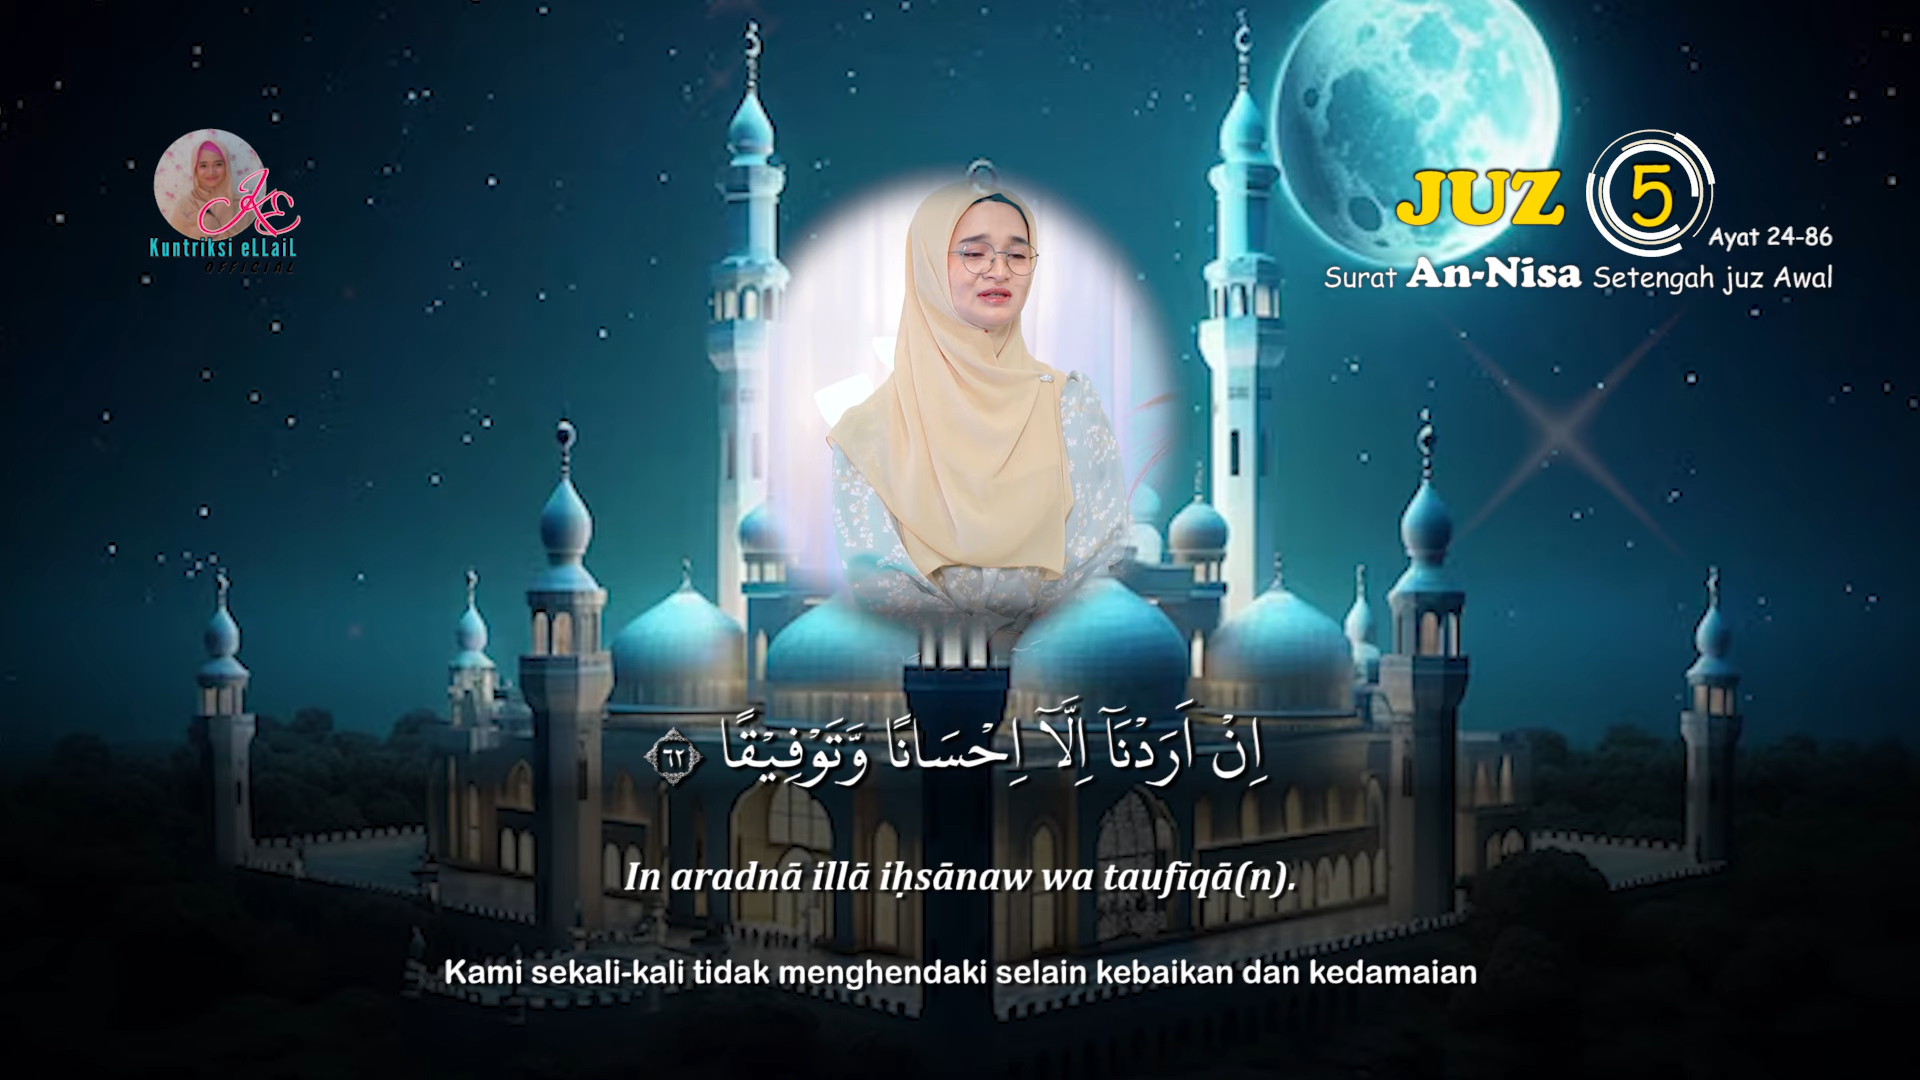 Kuntriksi eLLaiL
OFFICIAL
JUZ 5
Ayat 24-86
Surat An-Nisa Setengah juz Awal
اِنْ اَرَدْنَآ اِلَّآ اِحْسَانًا وَّتَوْفِيْقًا ٦٢
In aradnā illā iḥsānaw wa taufīqā(n).
Kami sekali-kali tidak menghendaki selain kebaikan dan kedamaian